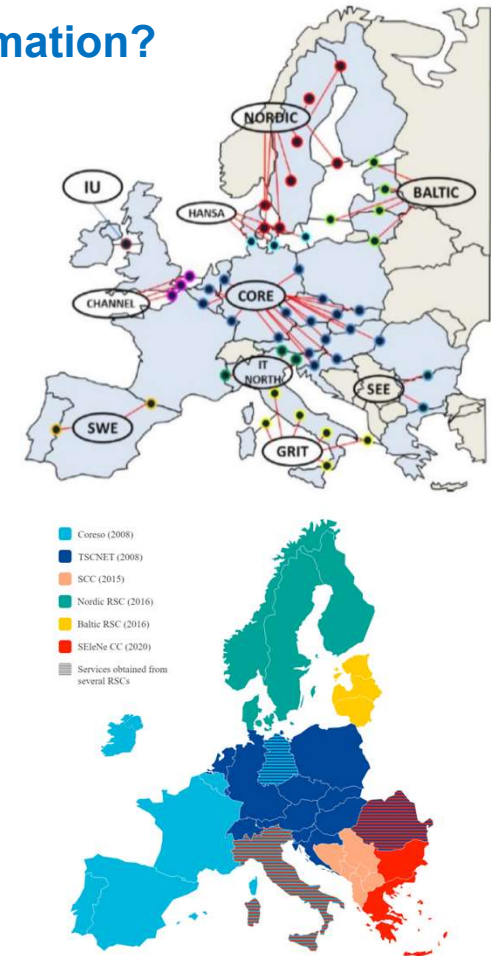 mation?
NORDIC
IU
HANSA
BALTIC
CHANNEL
CORE
IT
NORTH
SEE
SWE
GRIT
Coreso (2008)
TSCNET (2008)
SCC (2015)
Nordic RSC (2016)
Baltic RSC (2016)
SEleNe CC (2020)
Services obtained from
several RSCs